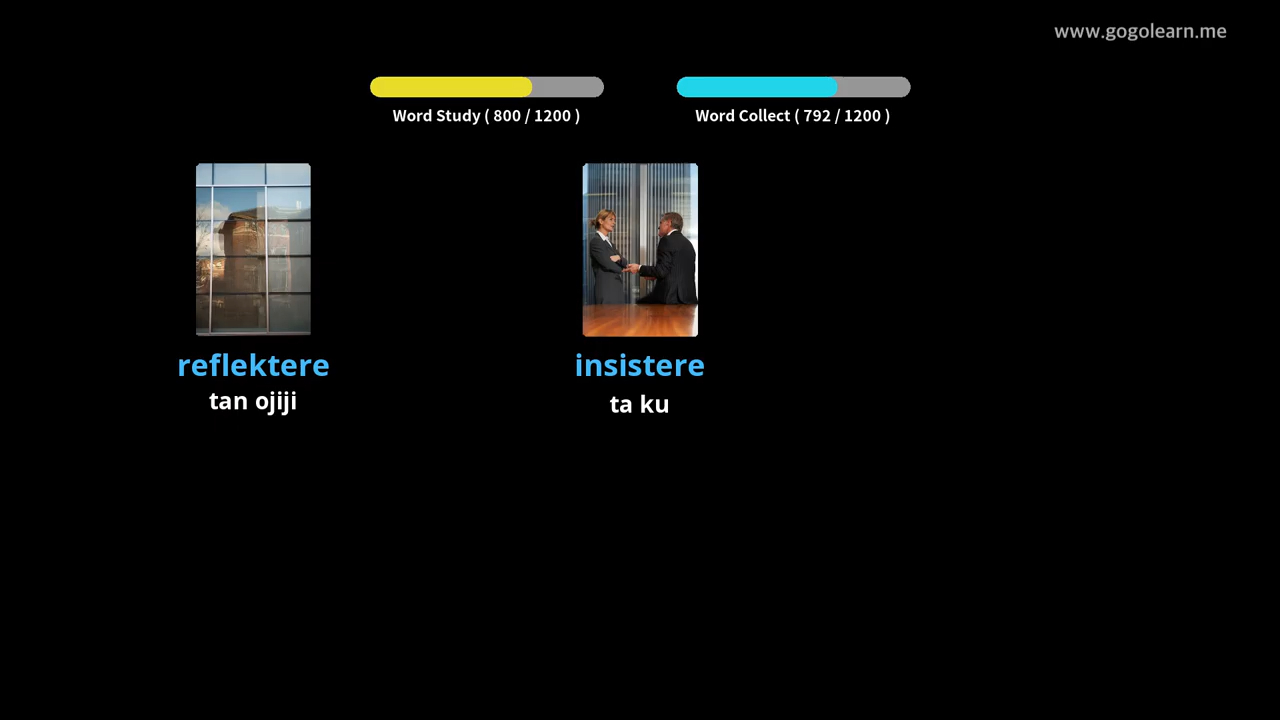 www.gogolearn.me
Word Study ( 800 / 1200 )
Word Collect ( 792 / 1200 )
reflektere
tan ojiji
insistere
ta ku